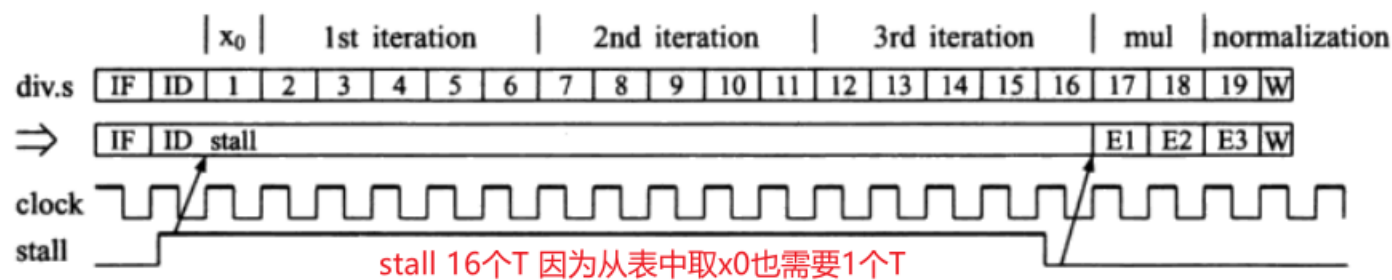 x₀ 1st iteration 2nd iteration 3rd iteration mul normalization
div.s IF ID 1 2 3 4 5 6 7 8 9 10 11 12 13 14 15 16 17 18 19 W
⇒ IF ID stall E1 E2 E3 W
clock
stall
stall 16个T 因为从表中取x0也需要1个T